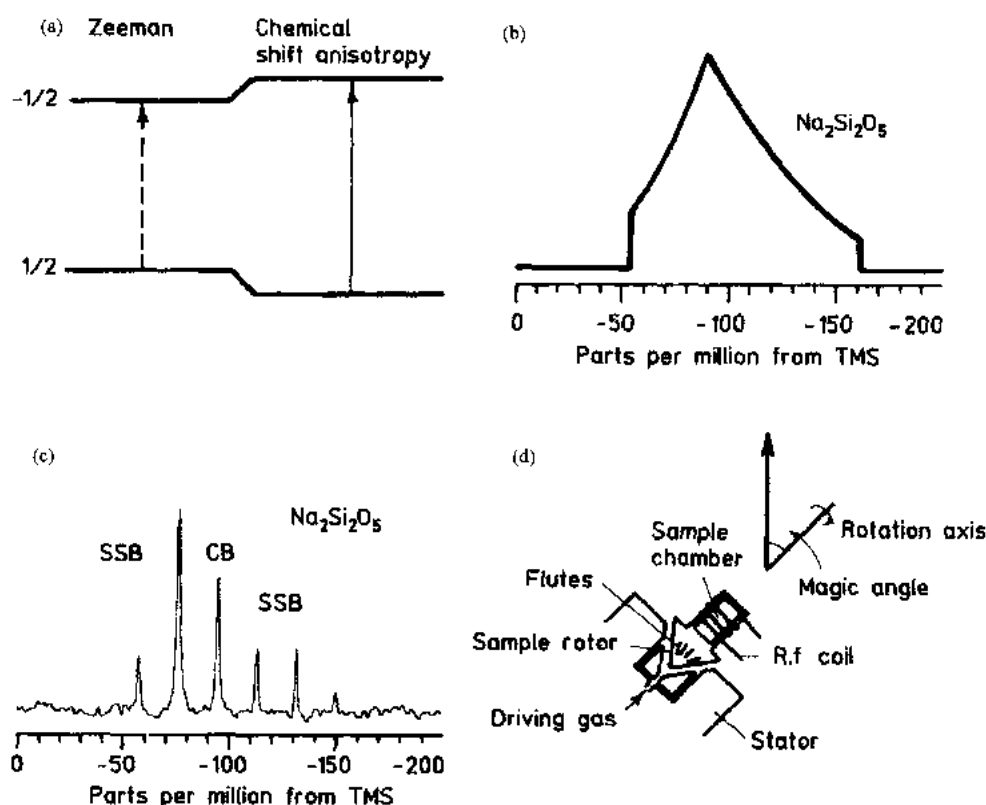 (a) Zeeman
Chemical
shift anisotropy
-1/2
1/2
(b)
Na₂Si₂O₅
0 -50 -100 -150 -200
Parts per million from TMS
(c)
Na₂Si₂O₅
SSB
CB
SSB
0 -50 -100 -150 -200
Parts per million from TMS
(d)
Rotation axis
Magic angle
Sample
chamber
Flutes
Sample rotor
R.f coil
Driving gas
Stator